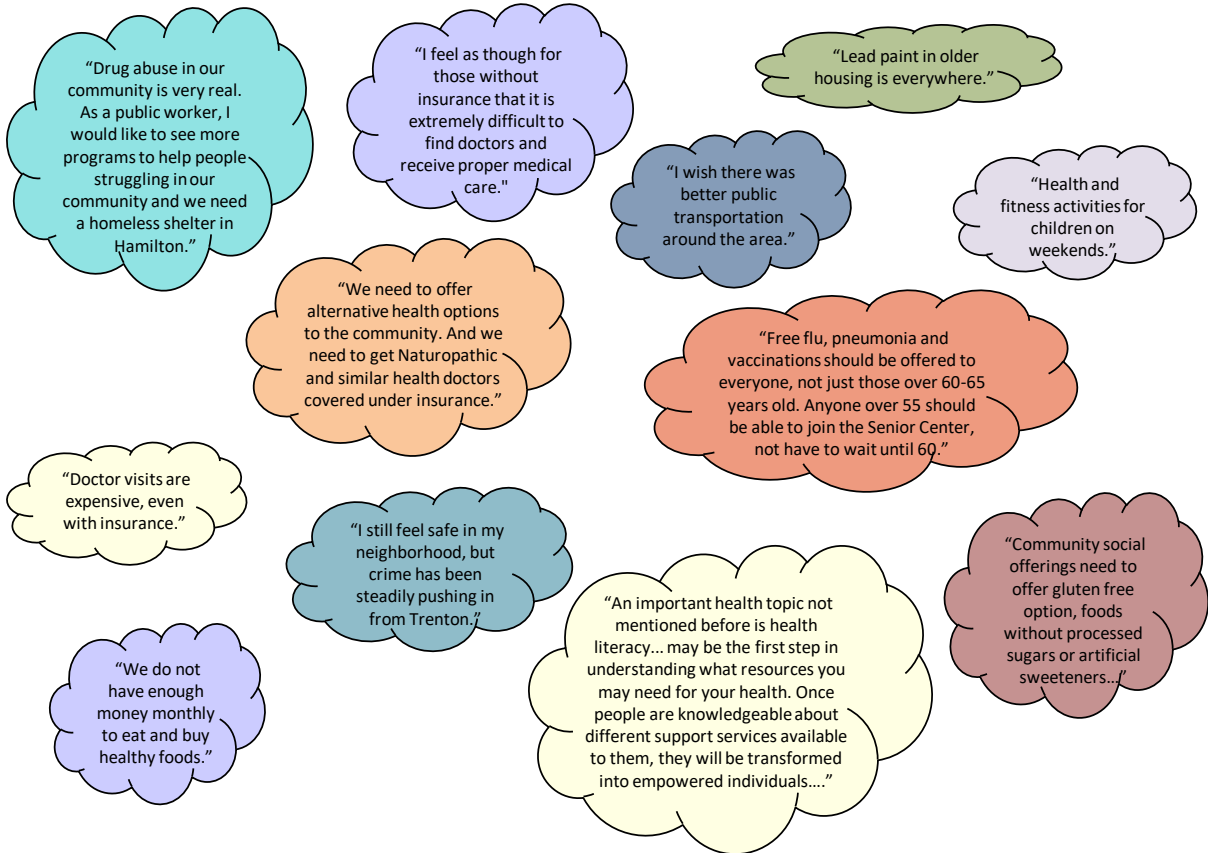 “Drug abuse in our
community is very real.
As a public worker, I
would like to see more
programs to help people
struggling in our
community and we need
a homeless shelter in
Hamilton.”
“I feel as though for
those without
insurance that it is
extremely difficult to
find doctors and
receive proper medical
care."
“Lead paint in older
housing is everywhere.”
“I wish there was
better public
transportation
around the area.”
“Health and
fitness activities for
children on
weekends.”
“We need to offer
alternative health options
to the community. And we
need to get Naturopathic
and similar health doctors
covered under insurance.”
“Free flu, pneumonia and
vaccinations should be offered to
everyone, not just those over 60-65
years old. Anyone over 55 should
be able to join the Senior Center,
not have to wait until 60.”
“Doctor visits are
expensive, even
with insurance.”
“I still feel safe in my
neighborhood, but
crime has been
steadily pushing in
from Trenton.”
“Community social
offerings need to
offer gluten free
option, foods
without processed
sugars or artificial
sweeteners...”
“An important health topic not
mentioned before is health
literacy... may be the first step in
understanding what resources you
may need for your health. Once
people are knowledgeable about
different support services available
to them, they will be transformed
into empowered individuals....”
“We do not
have enough
money monthly
to eat and buy
healthy foods.”